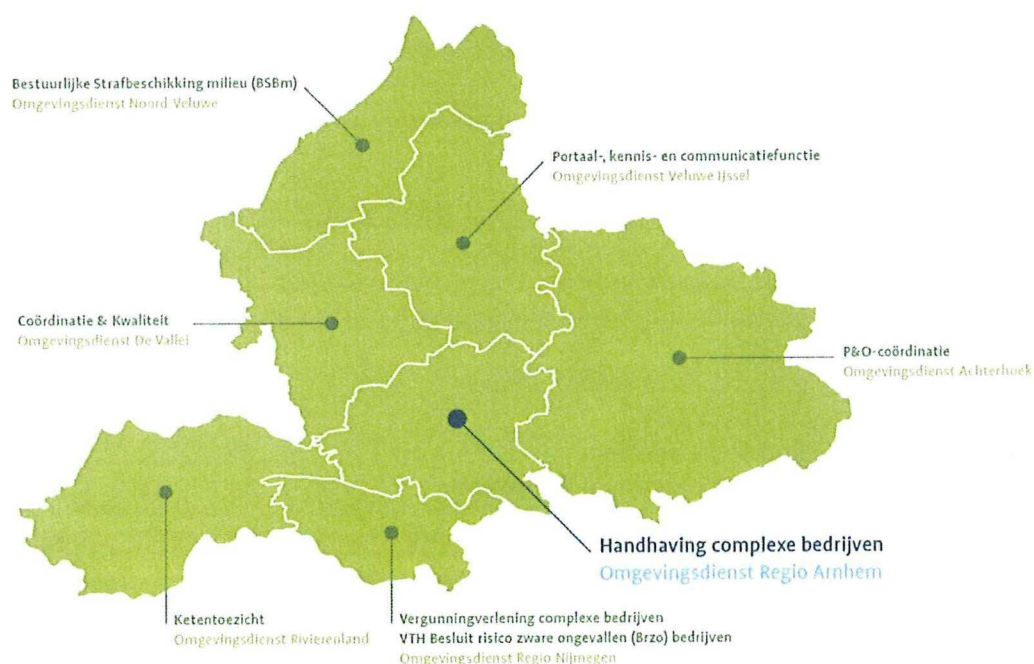 Bestuurlijke Strafbeschikking milieu (BSBm)
Omgevingsdienst Noord Veluwe
Portaal-, kennis- en communicatiefunctie
Omgevingsdienst Veluwe IJssel
Coördinatie & Kwaliteit
Omgevingsdienst De Vallei
P&O-coördinatie
Omgevingsdienst Achterhoek
Handhaving complexe bedrijven
Omgevingsdienst Regio Arnhem
Ketentoezicht
Omgevingsdienst Rivierenland
Vergunningverlening complexe bedrijven
VTH Besluit risico zware ongevallen (Brzo) bedrijven
Omgevingsdienst Regio Nijmegen